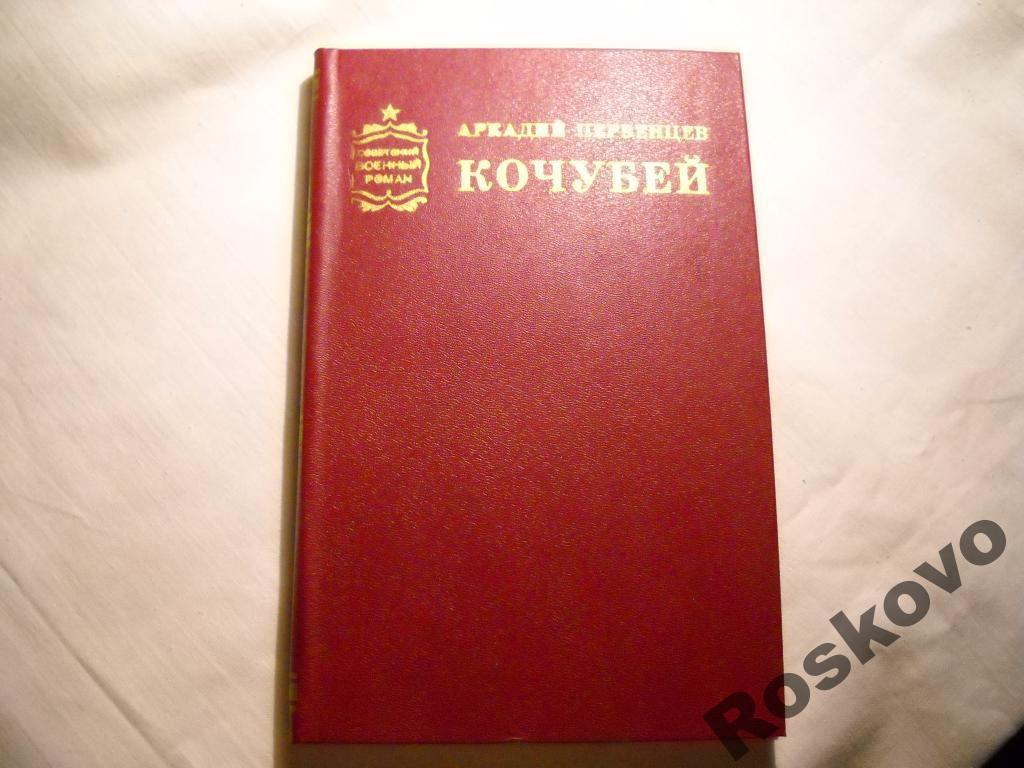 СОВЕТСКИЙ
ВОЕННЫЙ
РОМАН
АРКАДИЙ ПЕРВЕНЦЕВ
КОЧУБЕЙ
Roskovo